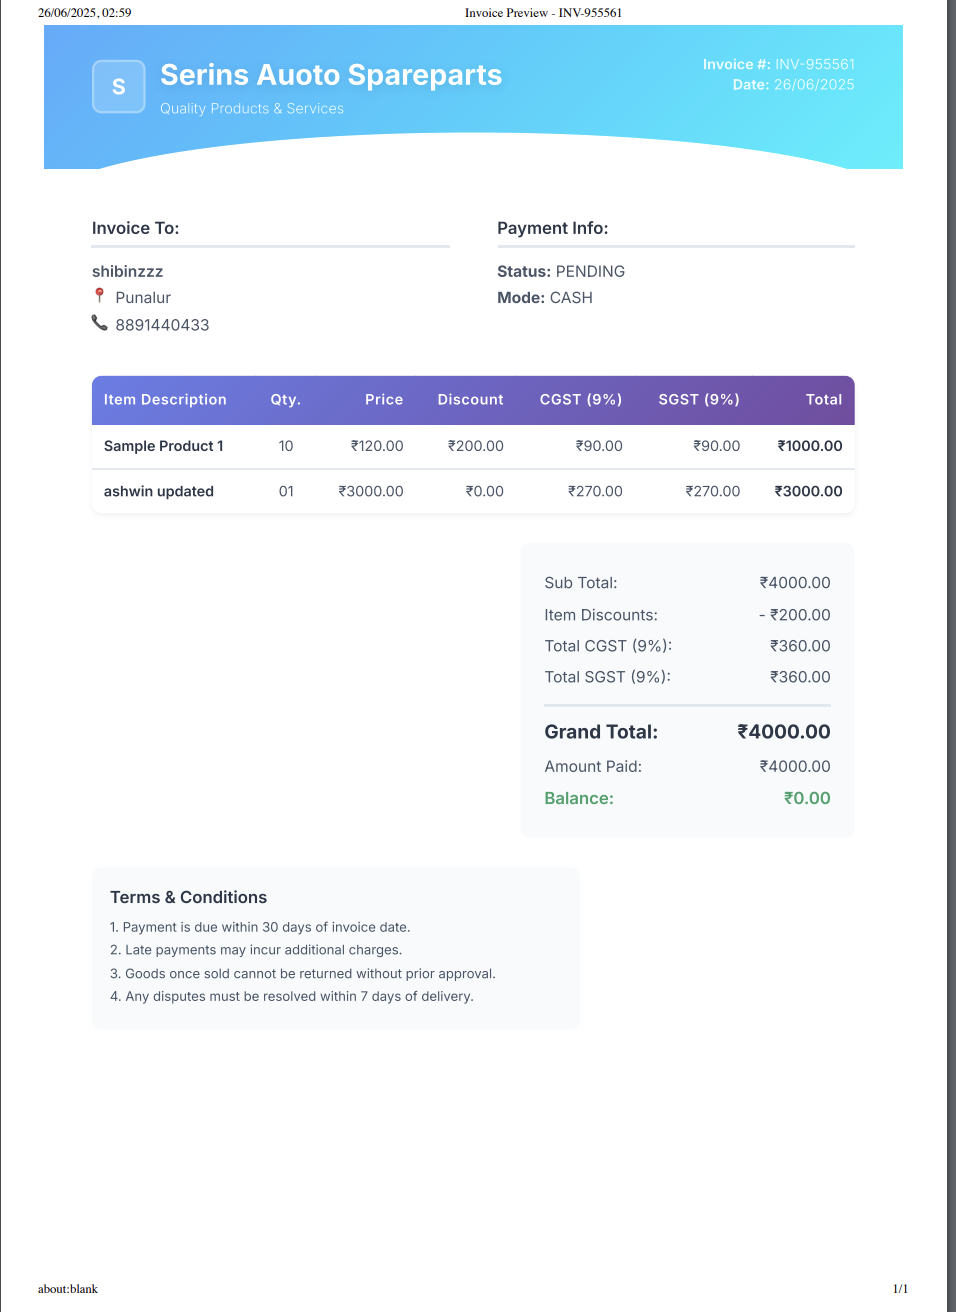 26/06/2025, 02:59 Invoice Preview - INV-955561
S
Serins Auoto Spareparts
Quality Products & Services
Invoice #: INV-955561
Date: 26/06/2025
Invoice To:
shibinzzz
Punalur
8891440433
Payment Info:
Status: PENDING
Mode: CASH
Item Description Qty. Price Discount CGST (9%) SGST (9%) Total
Sample Product 1 10 ₹120.00 ₹200.00 ₹90.00 ₹90.00 ₹1000.00
ashwin updated 01 ₹3000.00 ₹0.00 ₹270.00 ₹270.00 ₹3000.00
Sub Total: ₹4000.00
Item Discounts: - ₹200.00
Total CGST (9%): ₹360.00
Total SGST (9%): ₹360.00
Grand Total: ₹4000.00
Amount Paid: ₹4000.00
Balance: ₹0.00
Terms & Conditions
1. Payment is due within 30 days of invoice date.
2. Late payments may incur additional charges.
3. Goods once sold cannot be returned without prior approval.
4. Any disputes must be resolved within 7 days of delivery.
about:blank 1/1